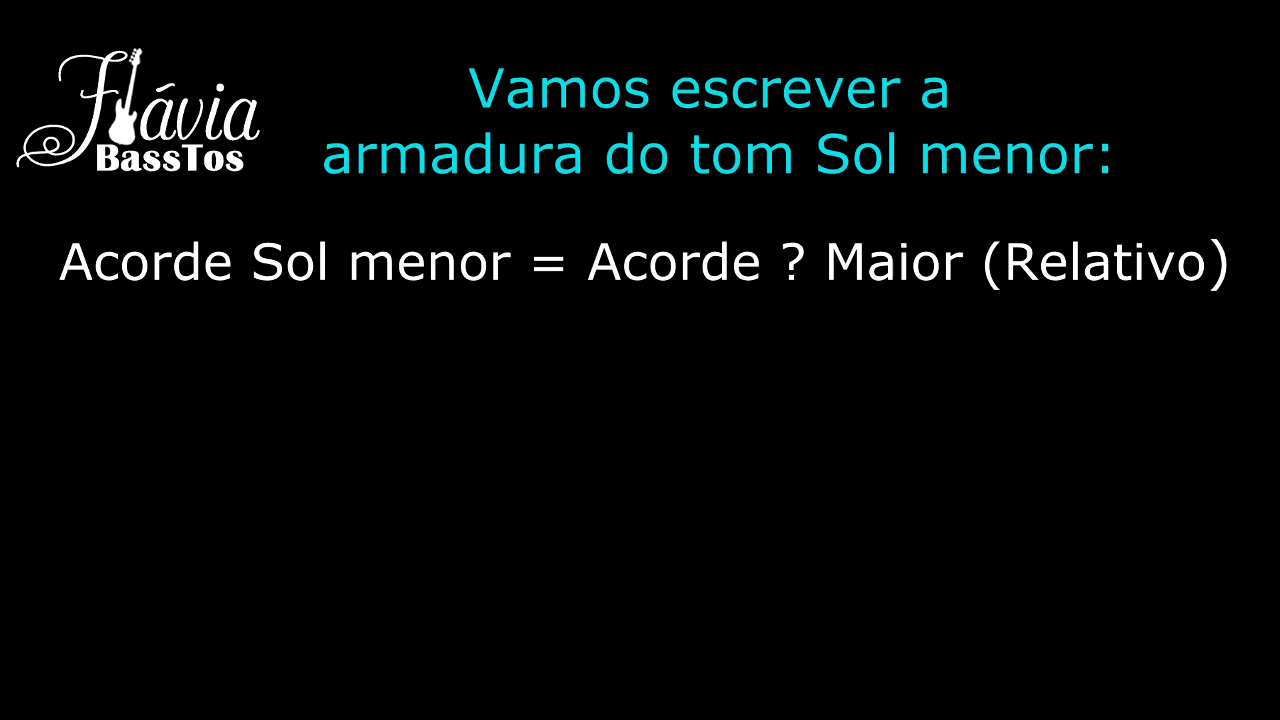 Flávia
BassTos
Vamos escrever a
armadura do tom Sol menor:
Acorde Sol menor = Acorde ? Maior (Relativo)